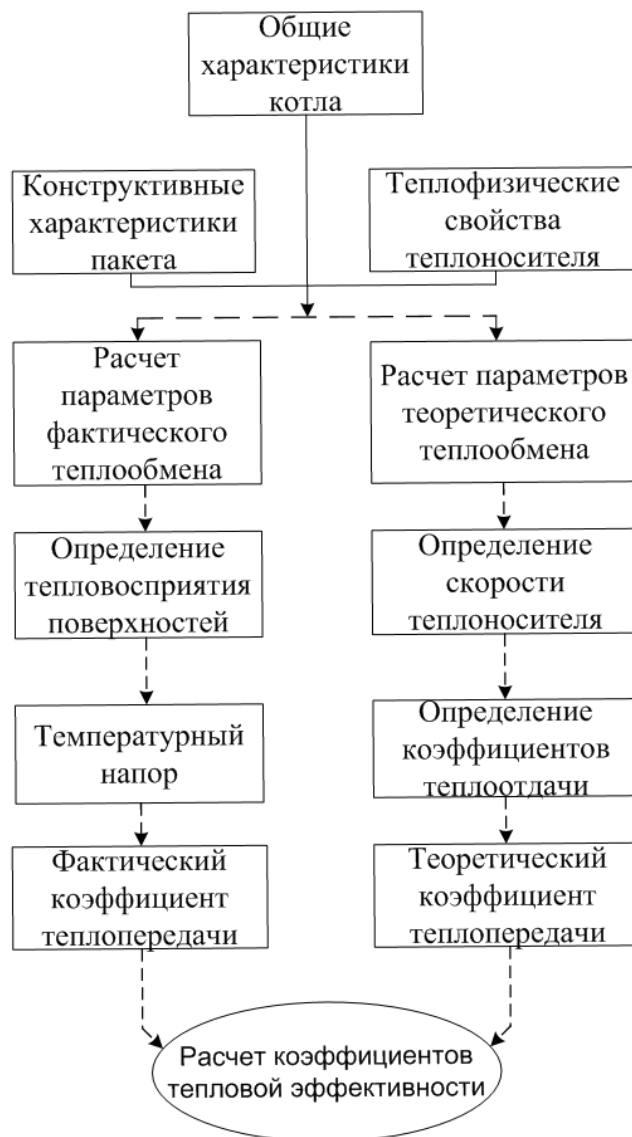 Общие
характеристики
котла
Конструктивные
характеристики
пакета
Теплофизические
свойства
теплоносителя
Расчет
параметров
фактического
теплообмена
Расчет параметров
теоретического
теплообмена
Определение
тепловосприятия
поверхностей
Определение
скорости
теплоносителя
Температурный
напор
Определение
коэффициентов
теплоотдачи
Фактический
коэффициент
теплопередачи
Теоретический
коэффициент
теплопередачи
Расчет коэффициентов
тепловой эффективности